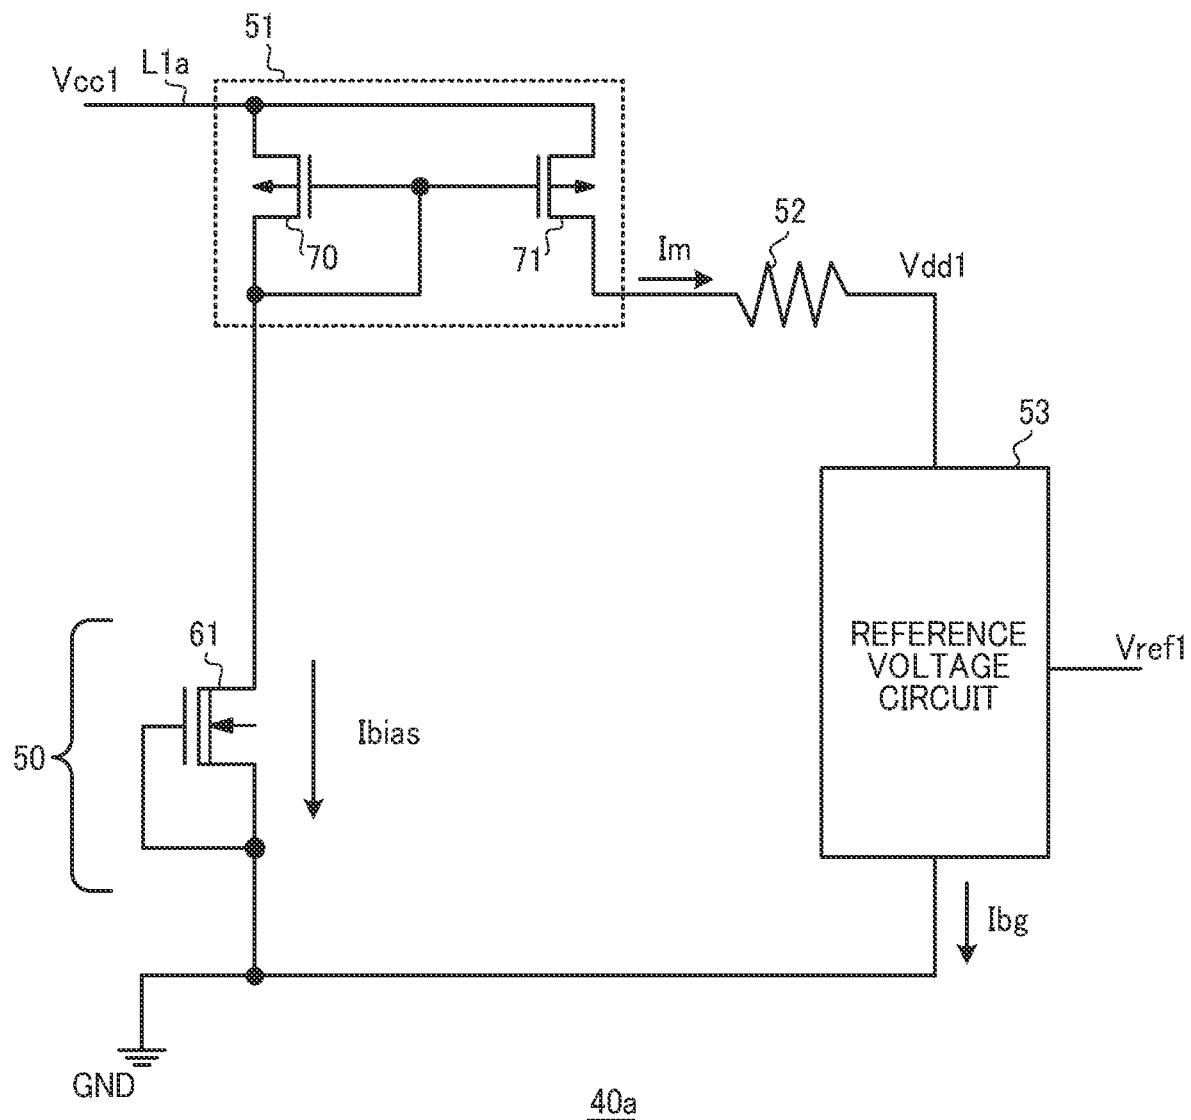 51
Vcc1
L1a
70
71
Im
52
Vdd1
53
REFERENCE
VOLTAGE
CIRCUIT
Vref1
61
50
Ibias
Ibg
GND
40a